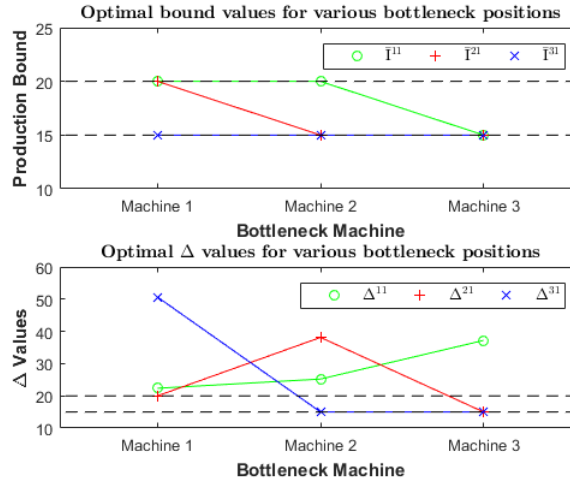 Optimal bound values for various bottleneck positions
Production Bound
25
20
15
10
Ī¹¹ Ī²¹ Ī³¹
Machine 1 Machine 2 Machine 3
Bottleneck Machine
Optimal Δ values for various bottleneck positions
Δ Values
60
50
40
30
20
10
Δ¹¹ Δ²¹ Δ³¹
Machine 1 Machine 2 Machine 3
Bottleneck Machine